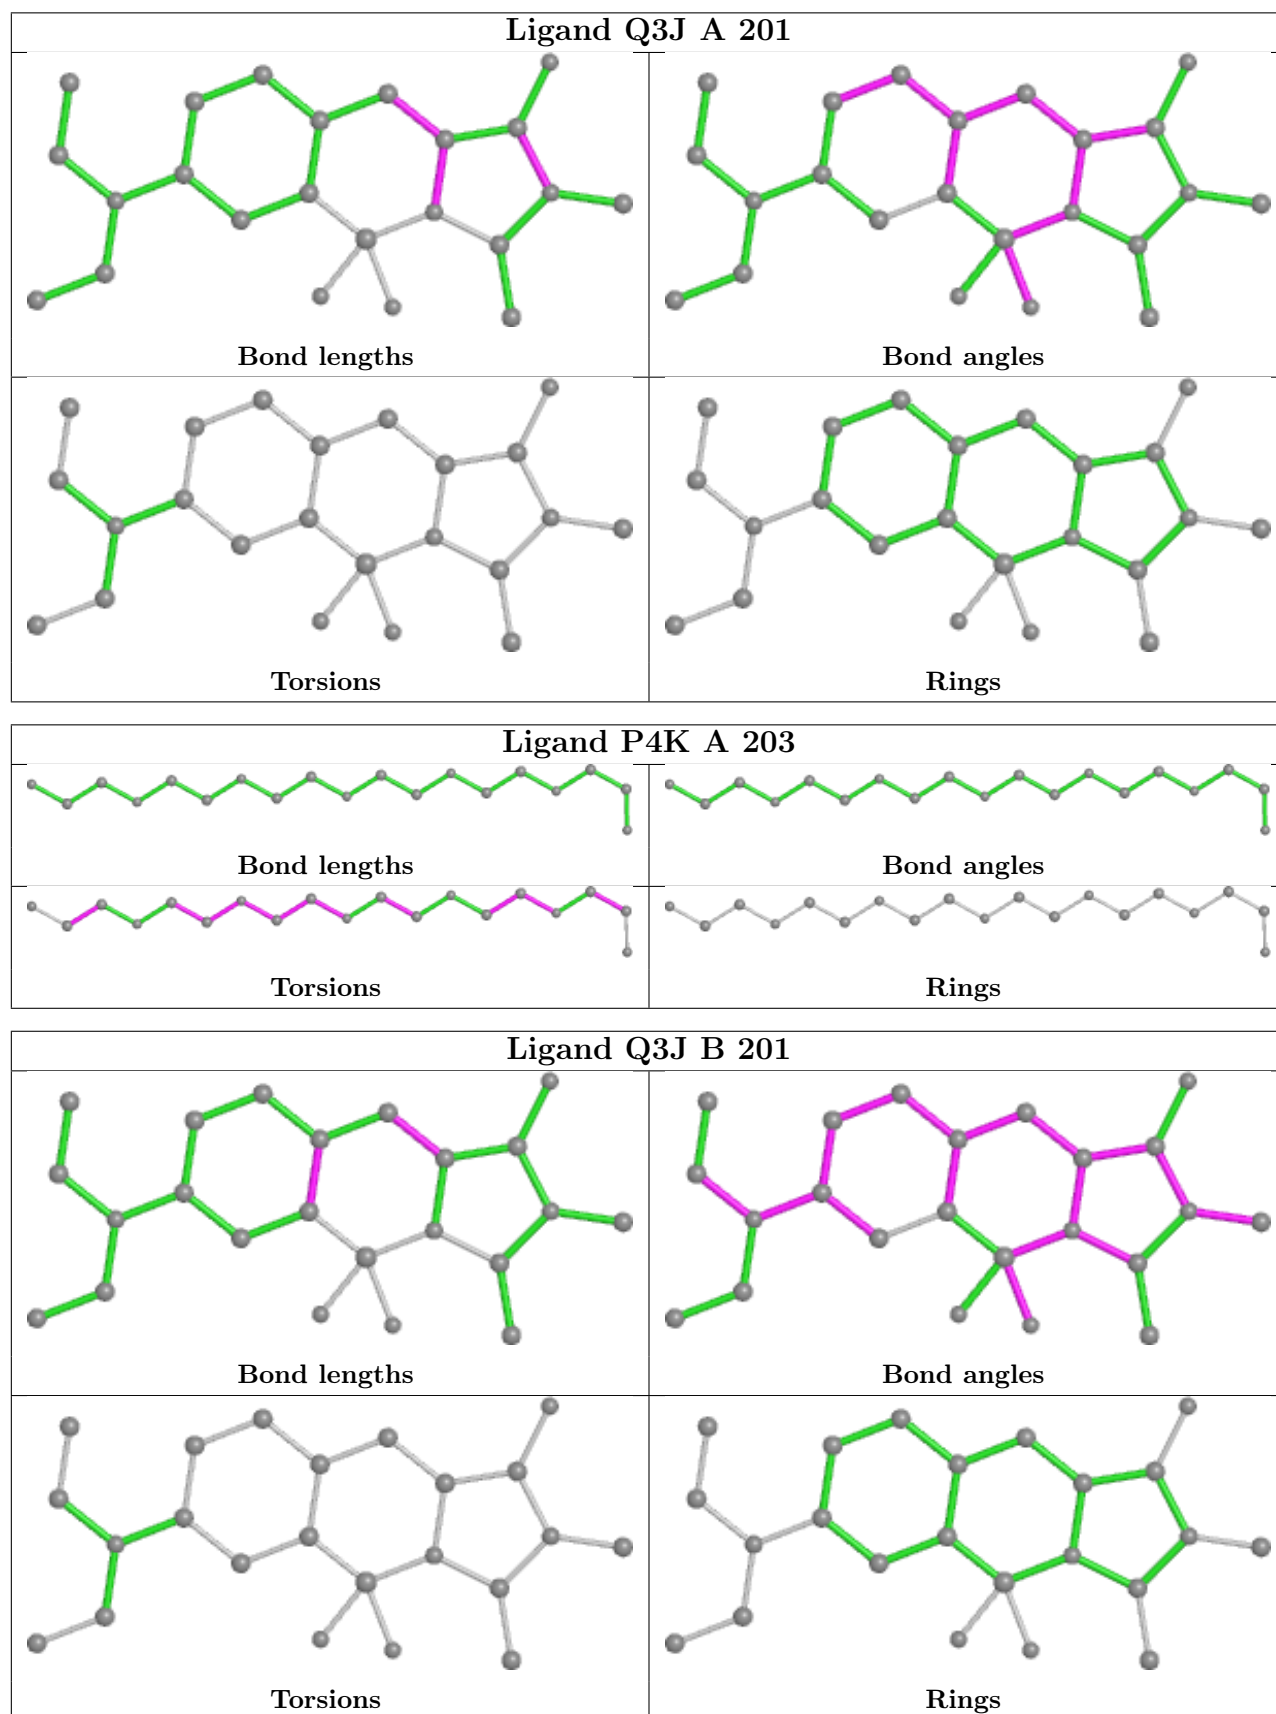 Ligand Q3J A 201
Bond lengths
Bond angles
Torsions
Rings
Ligand P4K A 203
Bond lengths
Bond angles
Torsions
Rings
Ligand Q3J B 201
Bond lengths
Bond angles
Torsions
Rings